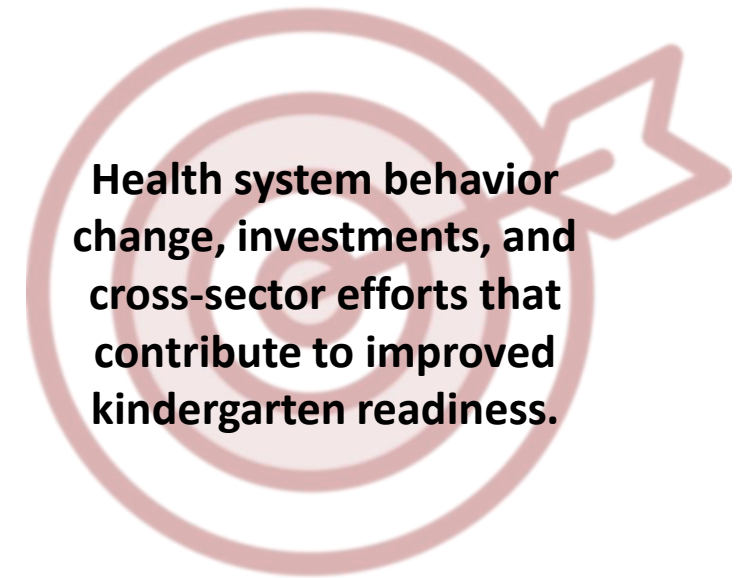 Health system behavior
change, investments, and
cross-sector efforts that
contribute to improved
kindergarten readiness.